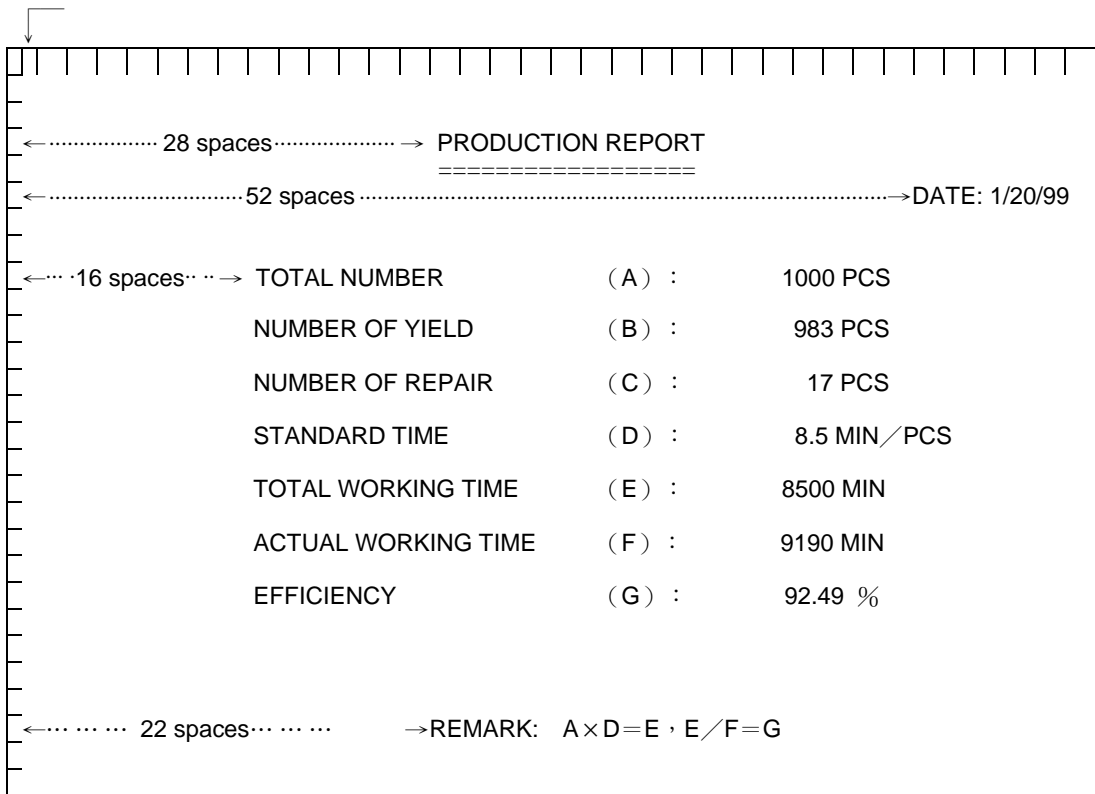 ←·················· 28 spaces···················→ PRODUCTION REPORT
==================
←································52 spaces ························································································→DATE: 1/20/99
←··· ·16 spaces·· ··→ TOTAL NUMBER （A）： 1000 PCS
NUMBER OF YIELD （B）： 983 PCS
NUMBER OF REPAIR （C）： 17 PCS
STANDARD TIME （D）： 8.5 MIN／PCS
TOTAL WORKING TIME （E）： 8500 MIN
ACTUAL WORKING TIME （F）： 9190 MIN
EFFICIENCY （G）： 92.49 ％
←··· ··· ··· 22 spaces··· ··· ··· →REMARK: A×D＝E，E／F＝G